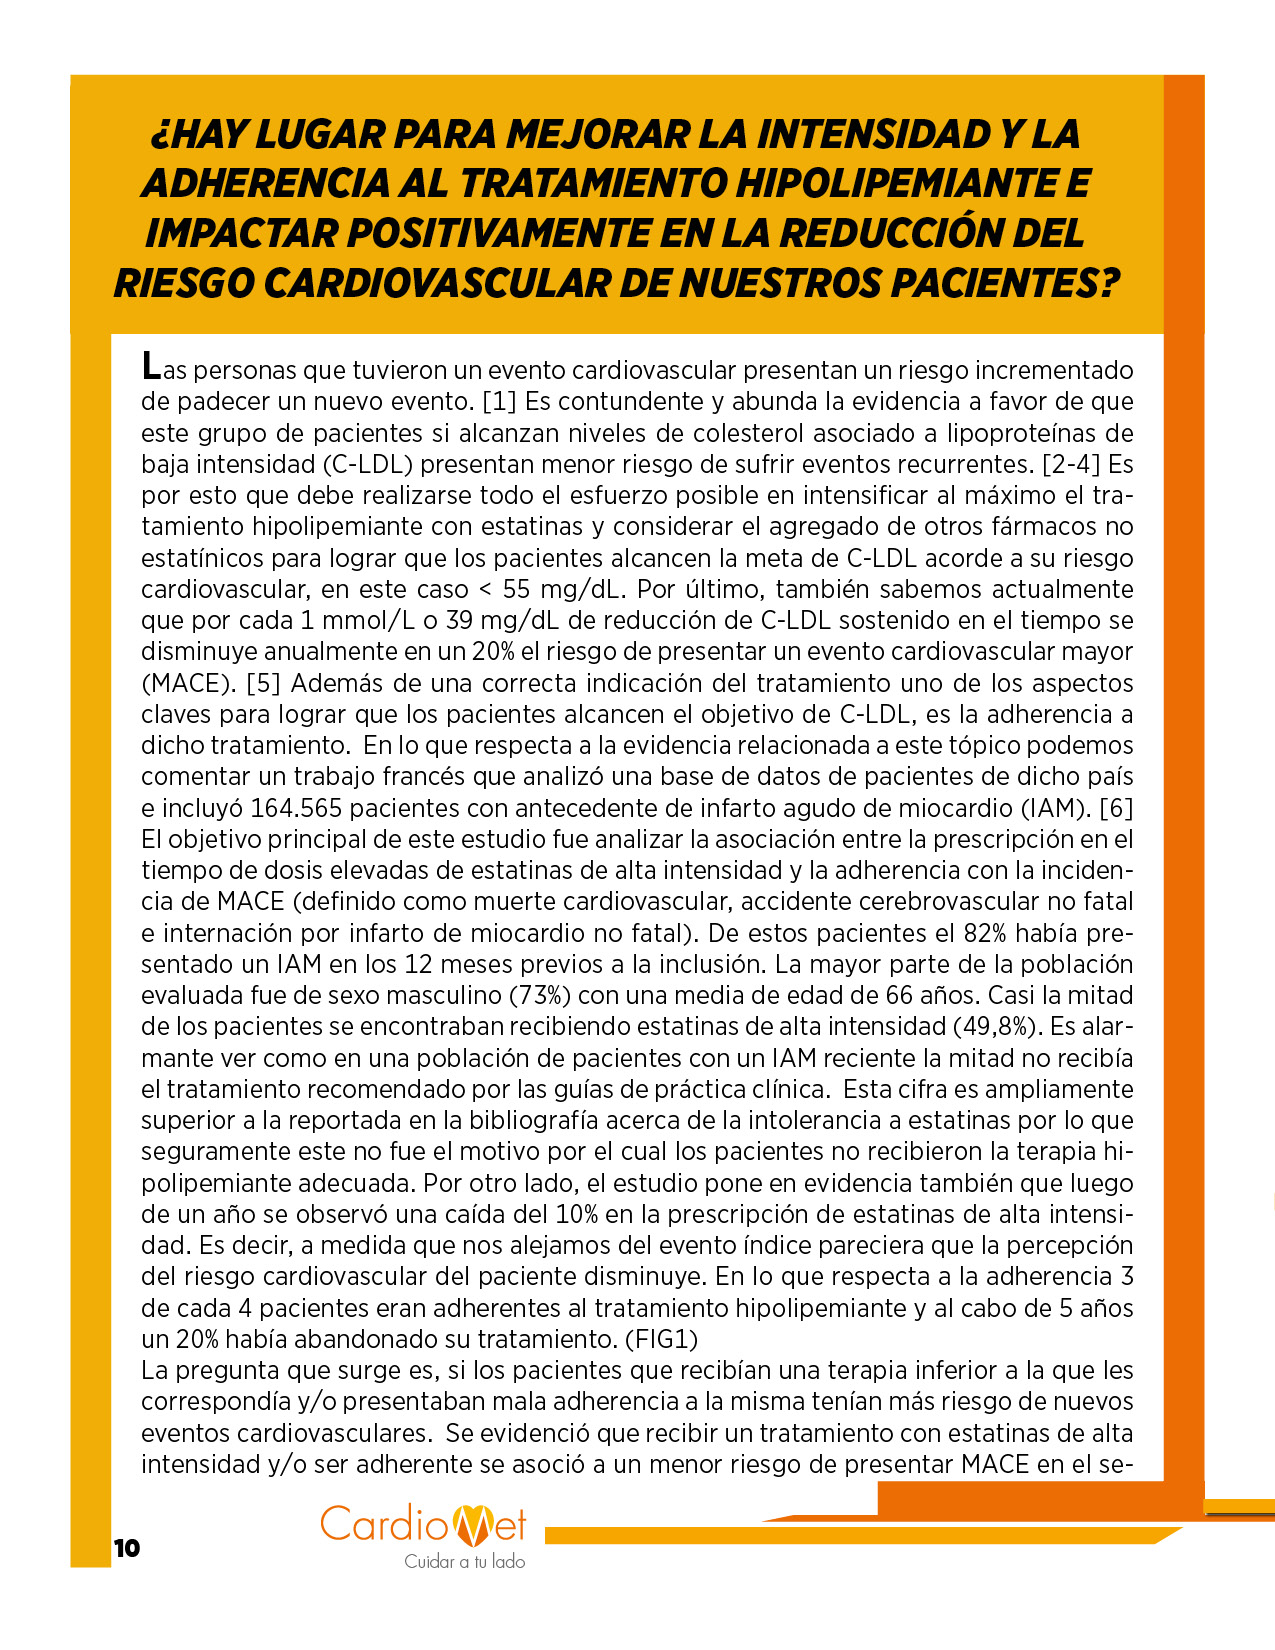 ¿HAY LUGAR PARA MEJORAR LA INTENSIDAD Y LA
ADHERENCIA AL TRATAMIENTO HIPOLIPEMIANTE E
IMPACTAR POSITIVAMENTE EN LA REDUCCIÓN DEL
RIESGO CARDIOVASCULAR DE NUESTROS PACIENTES?
Las personas que tuvieron un evento cardiovascular presentan un riesgo incrementado
de padecer un nuevo evento. [1] Es contundente y abunda la evidencia a favor de que
este grupo de pacientes si alcanzan niveles de colesterol asociado a lipoproteínas de
baja intensidad (C-LDL) presentan menor riesgo de sufrir eventos recurrentes. [2-4] Es
por esto que debe realizarse todo el esfuerzo posible en intensificar al máximo el tra-
tamiento hipolipemiante con estatinas y considerar el agregado de otros fármacos no
estatínicos para lograr que los pacientes alcancen la meta de C-LDL acorde a su riesgo
cardiovascular, en este caso < 55 mg/dL. Por último, también sabemos actualmente
que por cada 1 mmol/L o 39 mg/dL de reducción de C-LDL sostenido en el tiempo se
disminuye anualmente en un 20% el riesgo de presentar un evento cardiovascular mayor
(MACE). [5] Además de una correcta indicación del tratamiento uno de los aspectos
claves para lograr que los pacientes alcancen el objetivo de C-LDL, es la adherencia a
dicho tratamiento.  En lo que respecta a la evidencia relacionada a este tópico podemos
comentar un trabajo francés que analizó una base de datos de pacientes de dicho país
e incluyó 164.565 pacientes con antecedente de infarto agudo de miocardio (IAM). [6]
El objetivo principal de este estudio fue analizar la asociación entre la prescripción en el
tiempo de dosis elevadas de estatinas de alta intensidad y la adherencia con la inciden-
cia de MACE (definido como muerte cardiovascular, accidente cerebrovascular no fatal
e internación por infarto de miocardio no fatal). De estos pacientes el 82% había pre-
sentado un IAM en los 12 meses previos a la inclusión. La mayor parte de la población
evaluada fue de sexo masculino (73%) con una media de edad de 66 años. Casi la mitad
de los pacientes se encontraban recibiendo estatinas de alta intensidad (49,8%). Es alar-
mante ver como en una población de pacientes con un IAM reciente la mitad no recibía
el tratamiento recomendado por las guías de práctica clínica.  Esta cifra es ampliamente
superior a la reportada en la bibliografía acerca de la intolerancia a estatinas por lo que
seguramente este no fue el motivo por el cual los pacientes no recibieron la terapia hi-
polipemiante adecuada. Por otro lado, el estudio pone en evidencia también que luego
de un año se observó una caída del 10% en la prescripción de estatinas de alta intensi-
dad. Es decir, a medida que nos alejamos del evento índice pareciera que la percepción
del riesgo cardiovascular del paciente disminuye. En lo que respecta a la adherencia 3
de cada 4 pacientes eran adherentes al tratamiento hipolipemiante y al cabo de 5 años
un 20% había abandonado su tratamiento. (FIG1)
La pregunta que surge es, si los pacientes que recibían una terapia inferior a la que les
correspondía y/o presentaban mala adherencia a la misma tenían más riesgo de nuevos
eventos cardiovasculares.  Se evidenció que recibir un tratamiento con estatinas de alta
intensidad y/o ser adherente se asoció a un menor riesgo de presentar MACE en el se-
CardioMet
Cuidar a tu lado
10